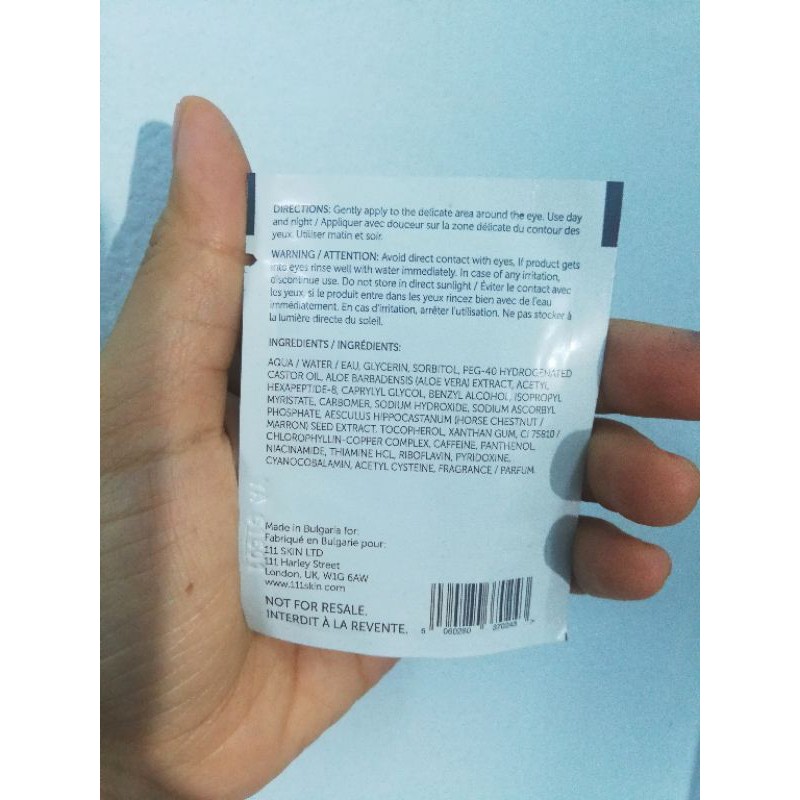 DIRECTIONS: Gently apply to the delicate area around the eye. Use day
and night / Appliquer avec douceur sur la zone délicate du contour des
yeux. Utiliser matin et soir.
WARNING / ATTENTION: Avoid direct contact with eyes, If product gets
into eyes rinse well with water immediately. In case of any irritation,
discontinue use. Do not store in direct sunlight / Éviter le contact avec
les yeux, si le produit entre dans les yeux rincez bien avec de l'eau
immédiatement. En cas d'irritation, arrêter l'utilisation. Ne pas stocker à
la lumière directe du soleil.
INGREDIENTS / INGRÉDIENTS:
AQUA / WATER / EAU, GLYCERIN, SORBITOL, PEG-40 HYDROGENATED
CASTOR OIL, ALOE BARBADENSIS (ALOE VERA) EXTRACT, ACETYL
HEXAPEPTIDE-8, CAPRYLYL GLYCOL, BENZYL ALCOHOL, ISOPROPYL
MYRISTATE, CARBOMER, SODIUM HYDROXIDE, SODIUM ASCORBYL
PHOSPHATE, AESCULUS HIPPOCASTANUM (HORSE CHESTNUT /
MARRON) SEED EXTRACT, TOCOPHEROL, XANTHAN GUM, CI 75810 /
CHLOROPHYLLIN-COPPER COMPLEX, CAFFEINE, PANTHENOL,
NIACINAMIDE, THIAMINE HCL, RIBOFLAVIN, PYRIDOXINE,
CYANOCOBALAMIN, ACETYL CYSTEINE, FRAGRANCE / PARFUM.
Made in Bulgaria for:
Fabriqué en Bulgarie pour:
111 SKIN LTD
111 Harley Street
London, UK, W1G 6AW
www.111skin.com
NOT FOR RESALE.
INTERDIT À LA REVENTE.